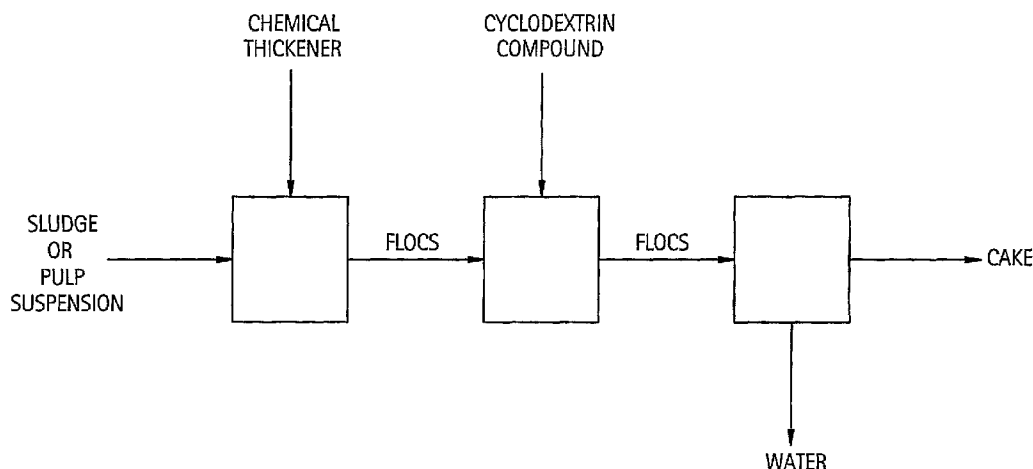 CHEMICAL
THICKENER
CYCLODEXTRIN
COMPOUND
SLUDGE
OR
PULP
SUSPENSION
FLOCS
FLOCS
CAKE
WATER